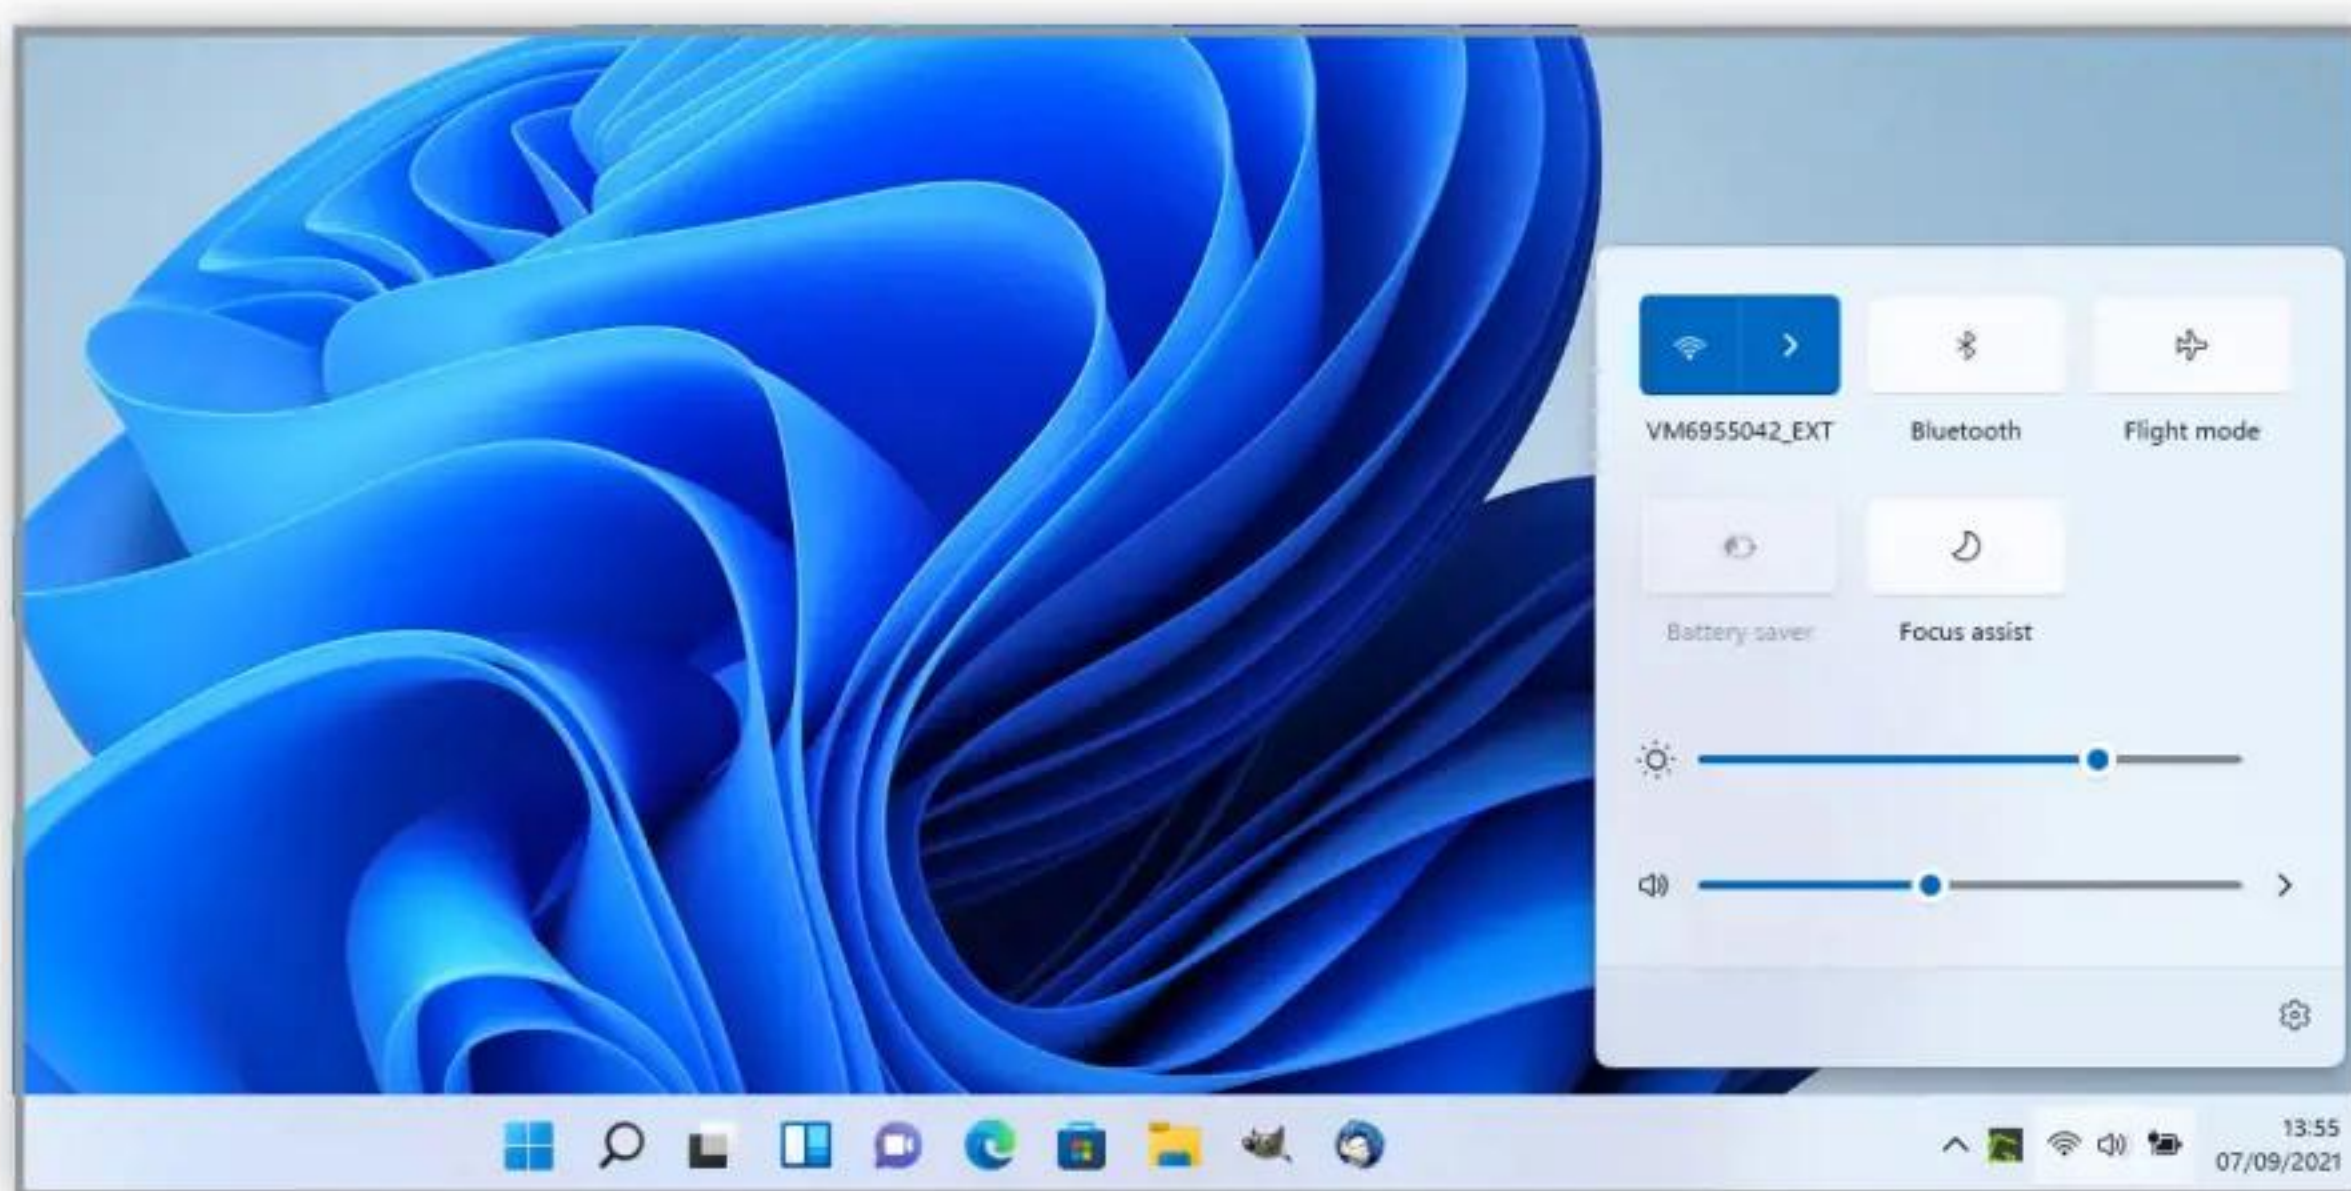 VM6955042_EXT
Bluetooth
Flight mode
Battery saver
Focus assist
13:55
07/09/2021